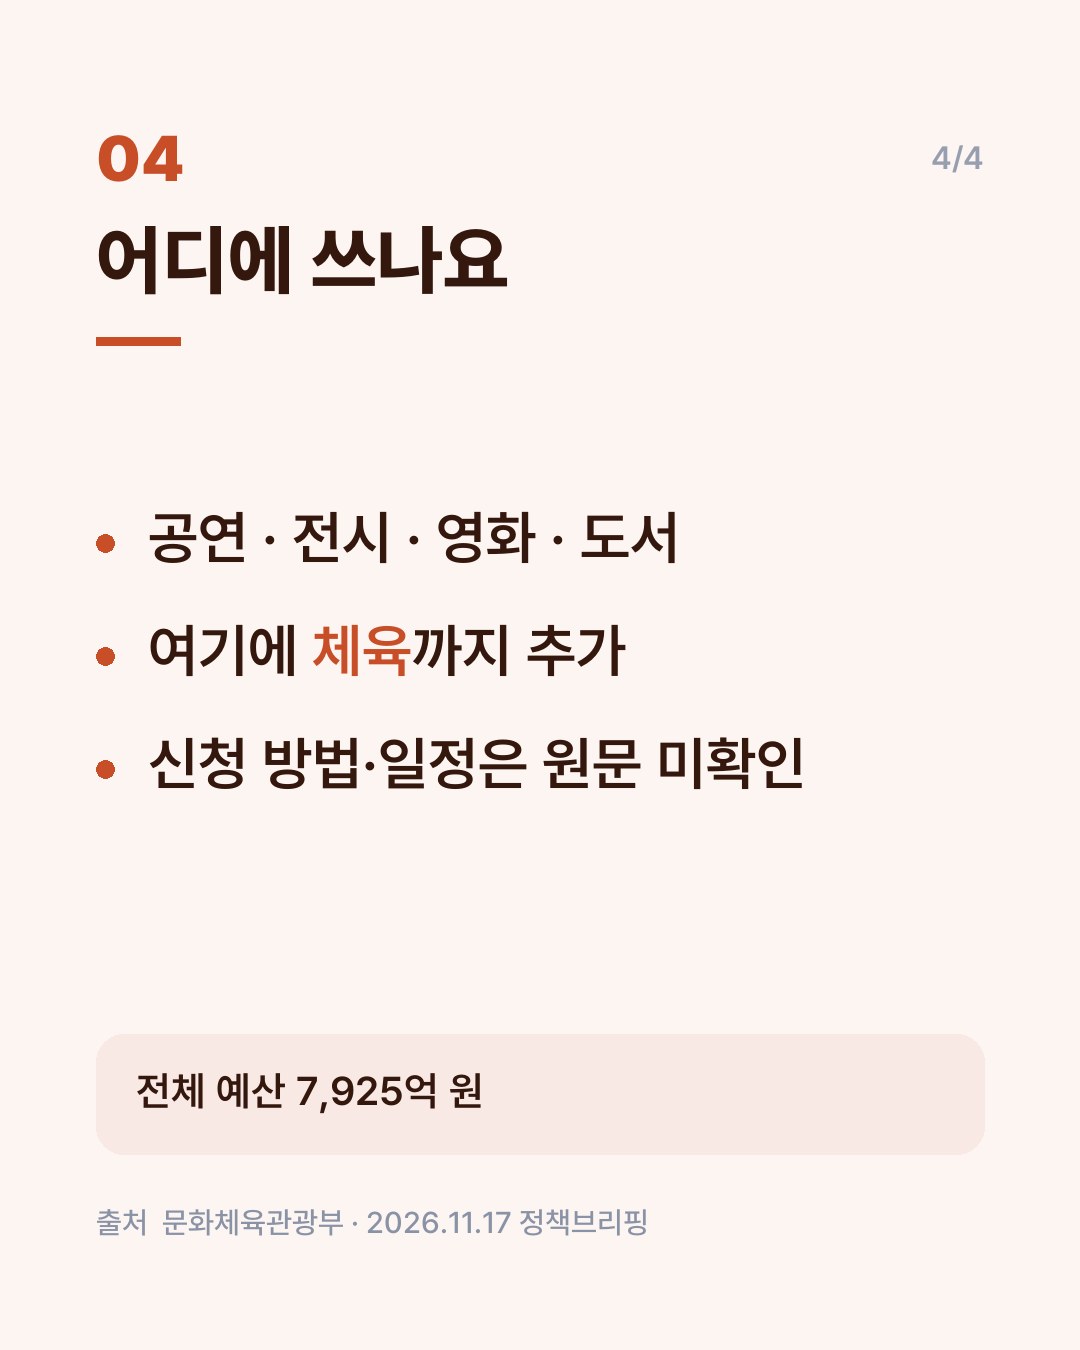 04
4/4
어디에 쓰나요
공연 · 전시 · 영화 · 도서
여기에 체육까지 추가
신청 방법·일정은 원문 미확인
전체 예산 7,925억 원
출처 문화체육관광부 · 2026.11.17 정책브리핑